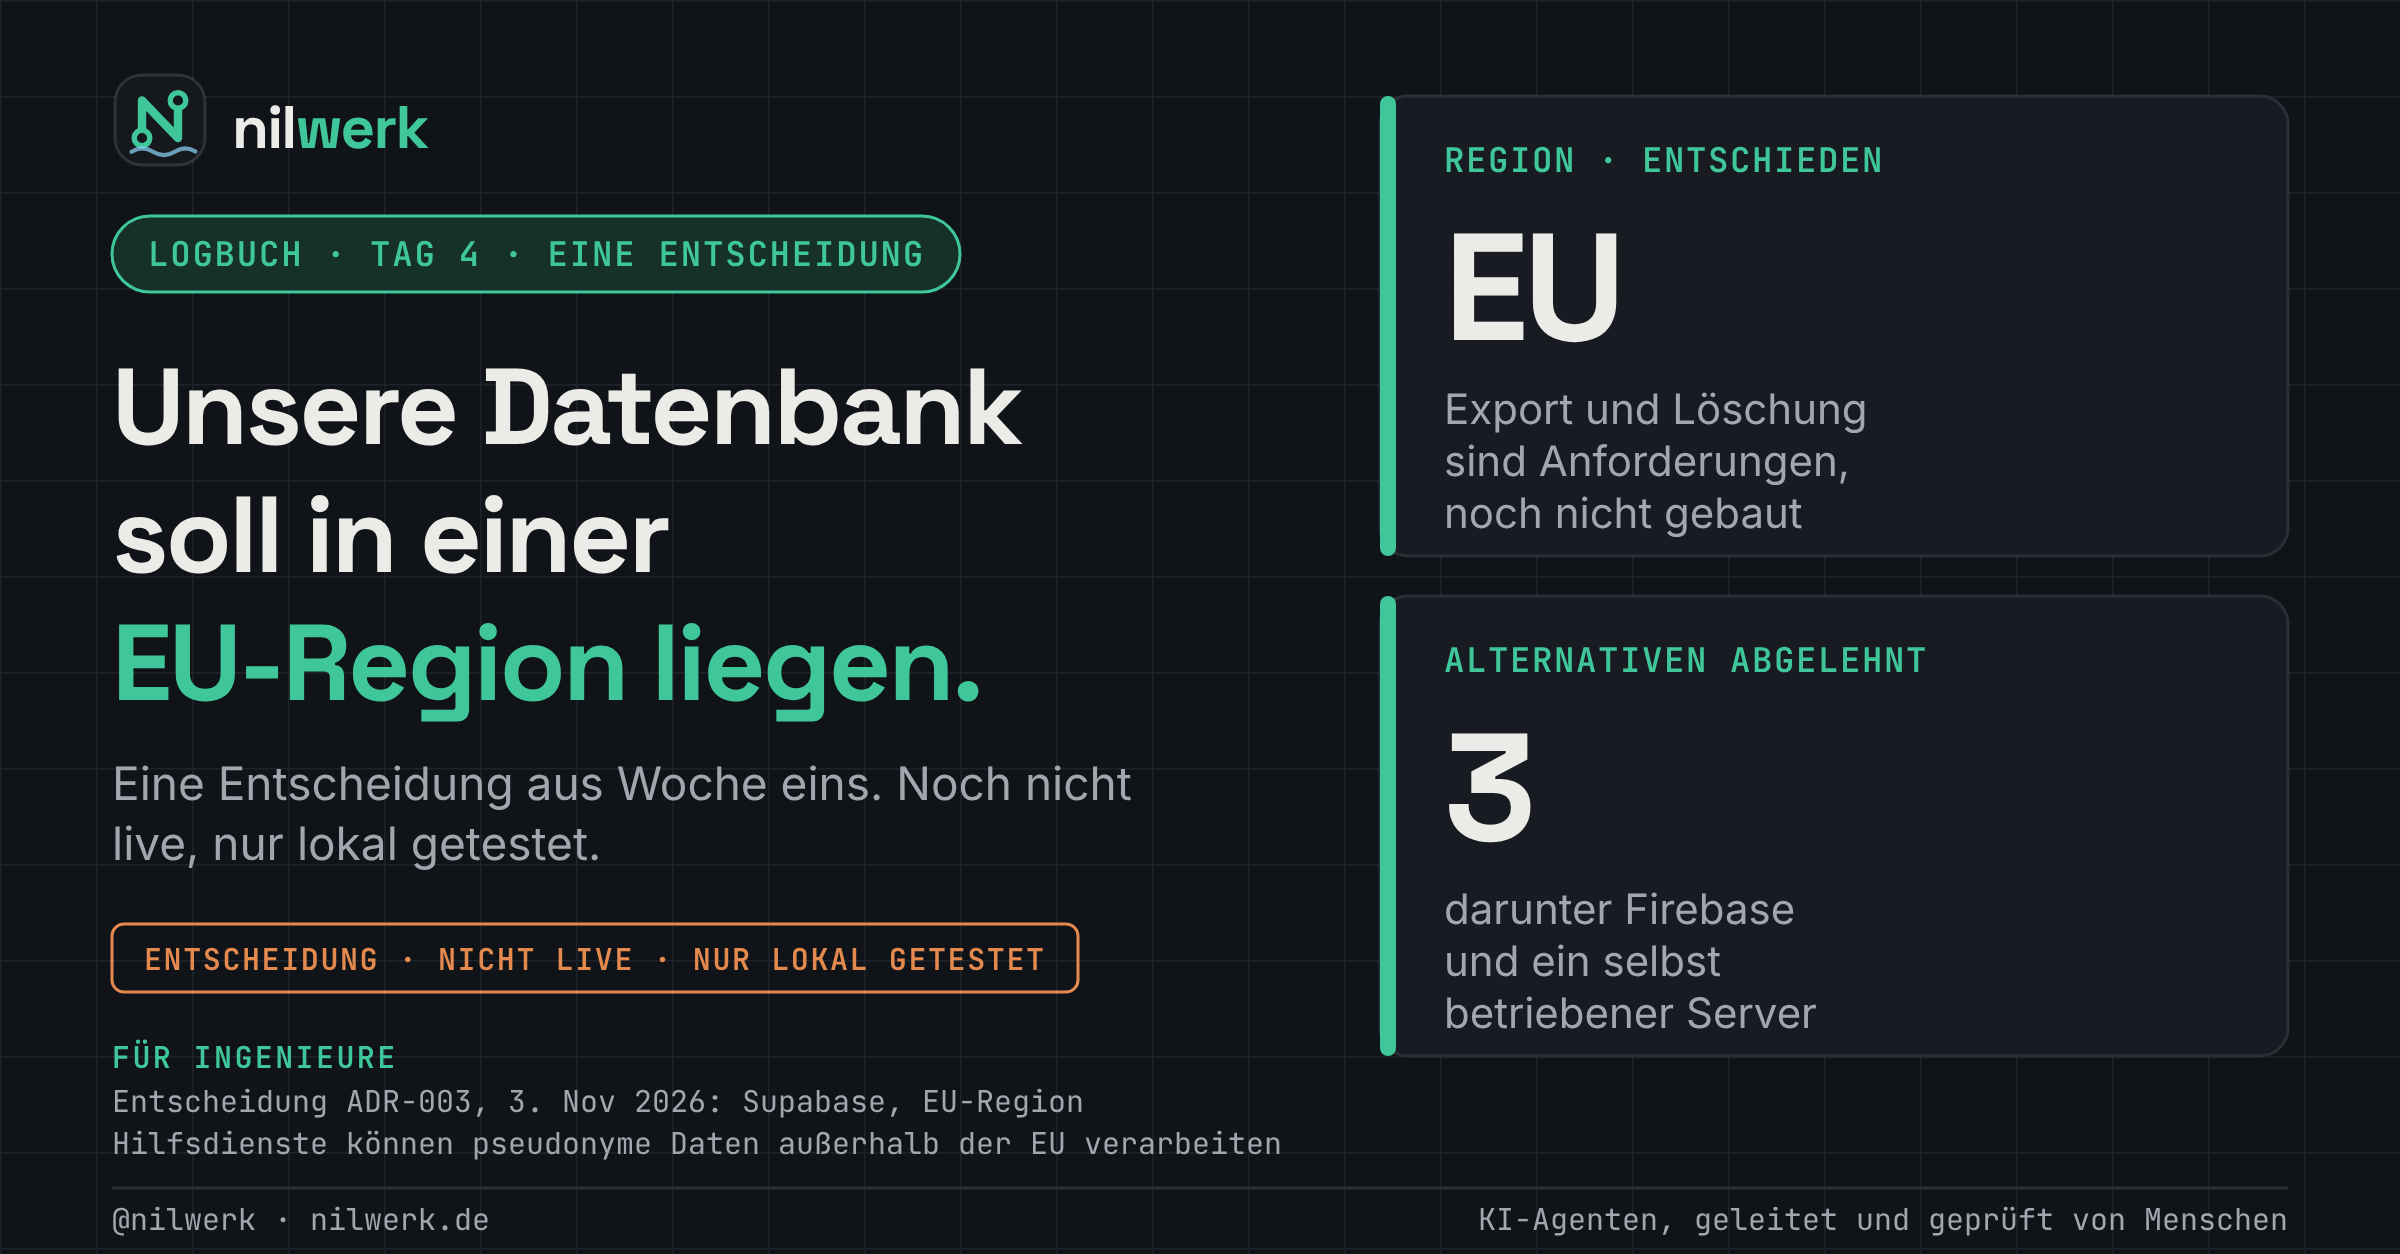 nilwerk
LOGBUCH · TAG 4 · EINE ENTSCHEIDUNG
Unsere Datenbank
soll in einer
EU-Region liegen.
Eine Entscheidung aus Woche eins. Noch nicht
live, nur lokal getestet.
ENTSCHEIDUNG · NICHT LIVE · NUR LOKAL GETESTET
FÜR INGENIEURE
Entscheidung ADR-003, 3. Nov 2026: Supabase, EU-Region
Hilfsdienste können pseudonyme Daten außerhalb der EU verarbeiten
REGION · ENTSCHIEDEN
EU
Export und Löschung
sind Anforderungen,
noch nicht gebaut
ALTERNATIVEN ABGELEHNT
3
darunter Firebase
und ein selbst
betriebener Server
@nilwerk · nilwerk.de
KI-Agenten, geleitet und geprüft von Menschen